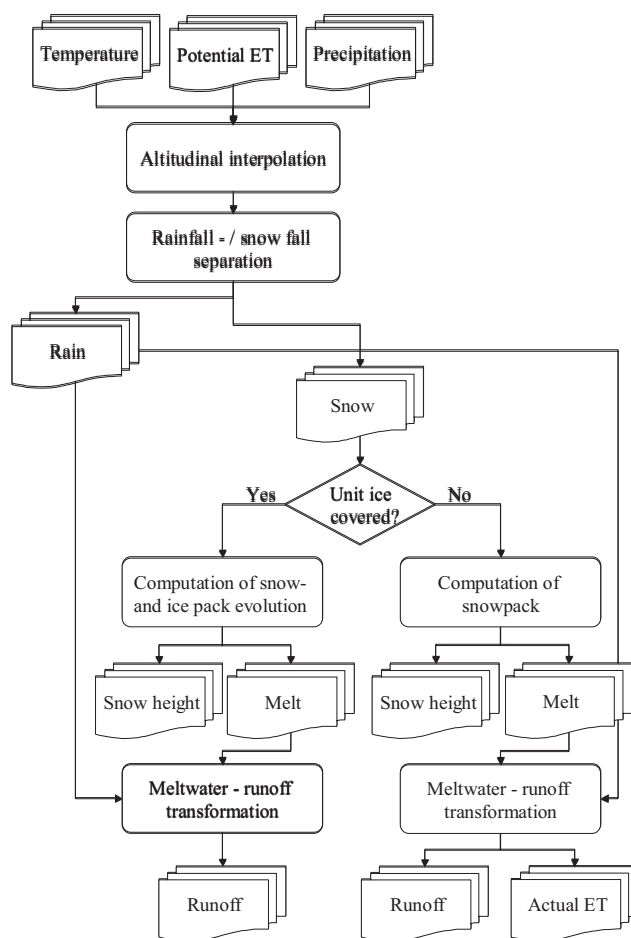 Temperature
Potential ET
Precipitation
Altitudinal interpolation
Rainfall - / snow fall
separation
Rain
Snow
Yes
Unit ice
covered?
No
Computation of snow-
and ice pack evolution
Computation of
snowpack
Snow height
Melt
Snow height
Melt
Meltwater - runoff
transformation
Meltwater - runoff
transformation
Runoff
Runoff
Actual ET